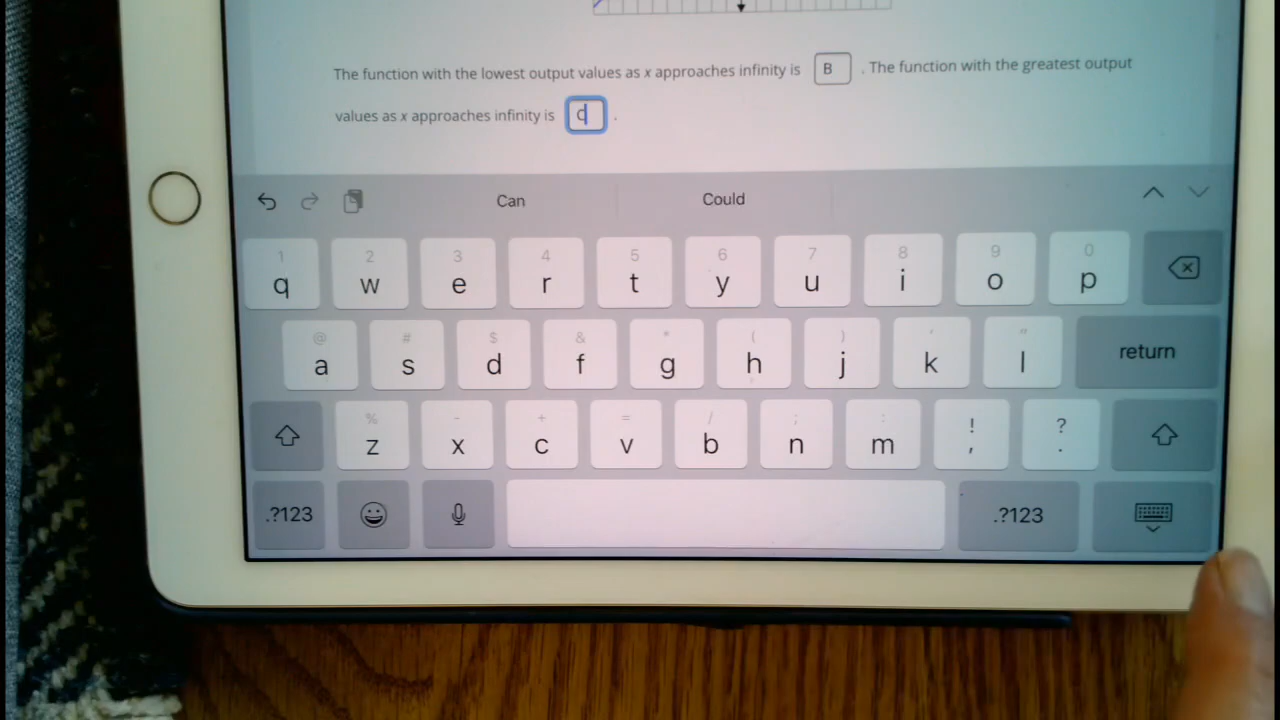 The function with the lowest output values as x approaches infinity is B . The function with the greatest output
values as x approaches infinity is c .
Can Could
1 2 3 4 5 6 7 8 9 0
q w e r t y u i o p
@ # $ & * ( ) ' "
a s d f g h j k l return
% - + = / ; : ! ?
z x c v b n m , .
.?123 .?123